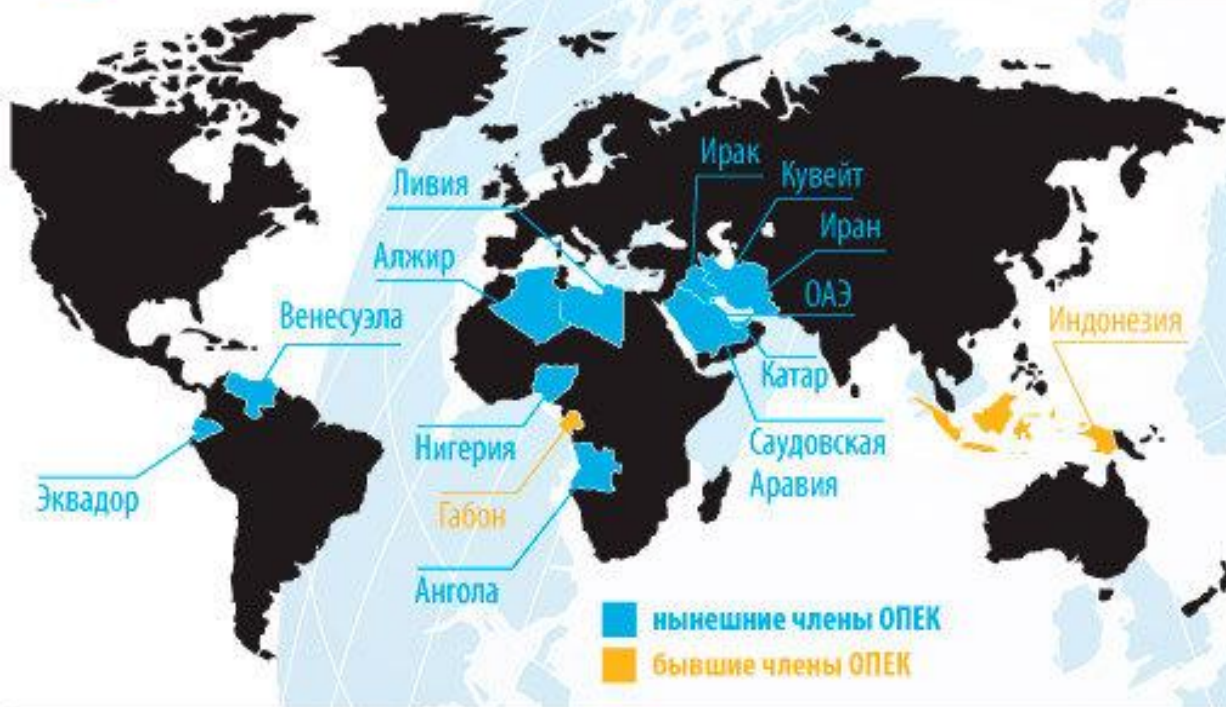 Ирак
Кувейт
Ливия
Иран
Алжир
ОАЭ
Венесуэла
Индонезия
Катар
Нигерия
Саудовская
Аравия
Эквадор
Габон
Ангола
нынешние члены ОПЕК
бывшие члены ОПЕК